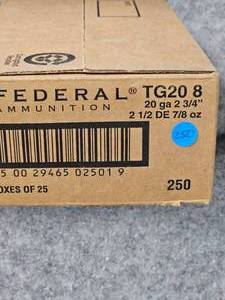 FEDERAL® TG20 8
AMMUNITION 20 ga 2 3/4"
2 1/2 DE 7/8 oz
250
5 00 29465 02501 9
BOXES OF 25 250